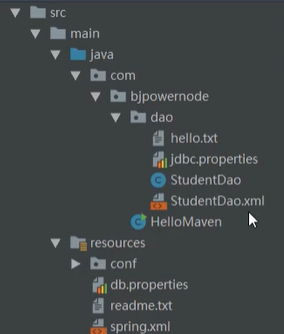 src
main
java
com
bjpowernode
dao
hello.txt
jdbc.properties
StudentDao
StudentDao.xml
HelloMaven
resources
conf
db.properties
readme.txt
spring.xml